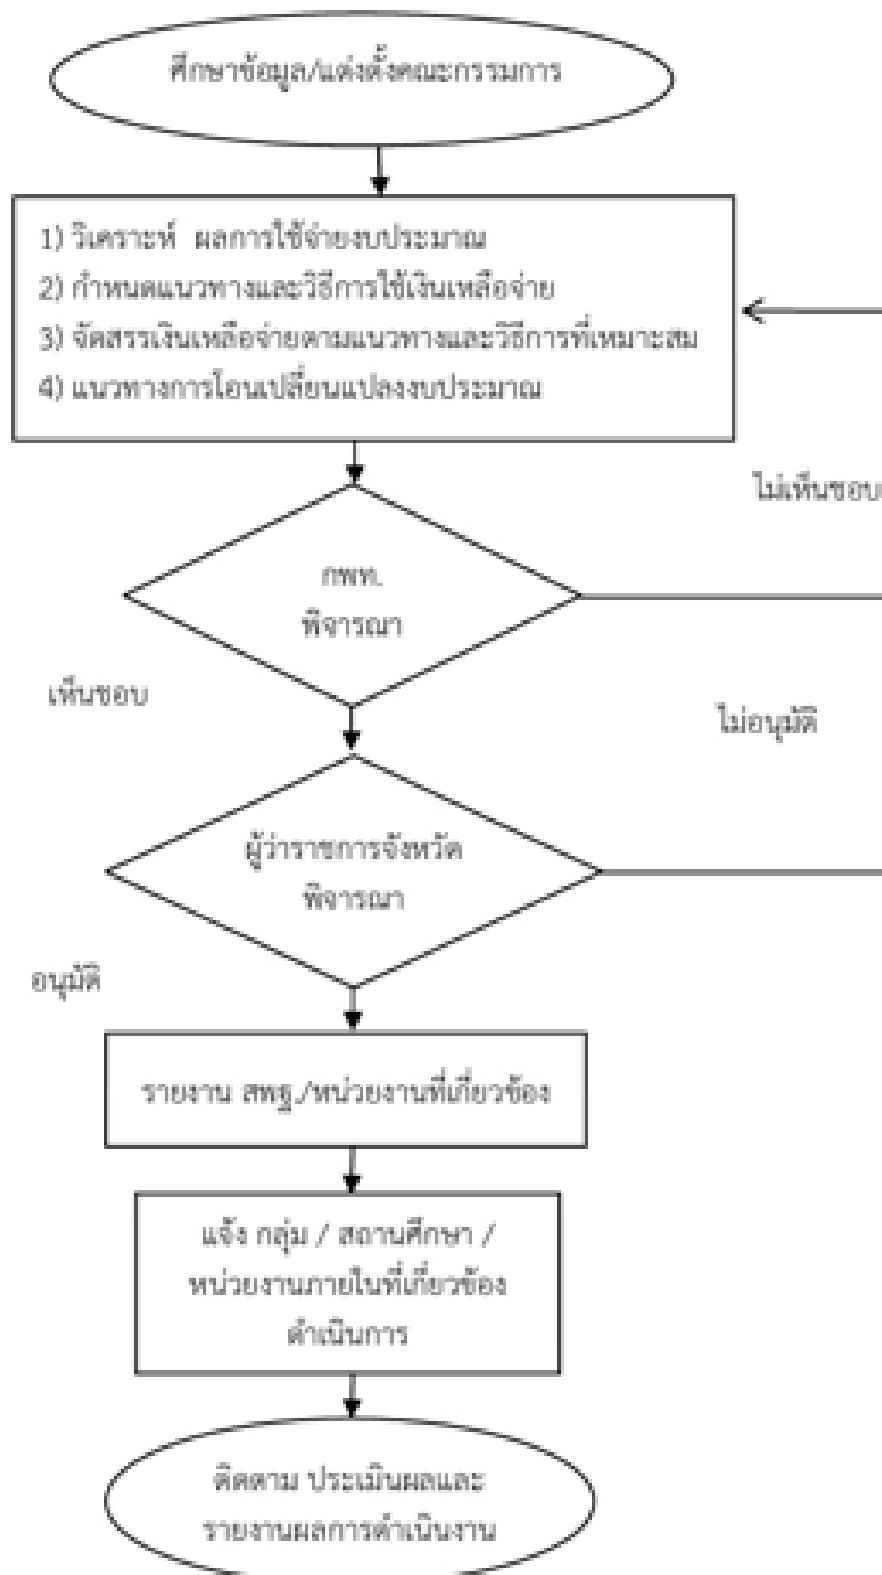 ศึกษาข้อมูล/แต่งตั้งคณะกรรมการ
1) วิเคราะห์ ผลการใช้จ่ายงบประมาณ
2) กำหนดแนวทางและวิธีการใช้เงินเหลือจ่าย
3) จัดสรรเงินเหลือจ่ายตามแนวทางและวิธีการที่เหมาะสม
4) แนวทางการโอนเปลี่ยนแปลงงบประมาณ
ไม่เห็นชอบ
กพท.
พิจารณา
เห็นชอบ
ไม่อนุมัติ
ผู้ว่าราชการจังหวัด
พิจารณา
อนุมัติ
รายงาน สพฐ./หน่วยงานที่เกี่ยวข้อง
แจ้ง กลุ่ม / สถานศึกษา /
หน่วยงานภายในที่เกี่ยวข้อง
ดำเนินการ
ติดตาม ประเมินผลและ
รายงานผลการดำเนินงาน